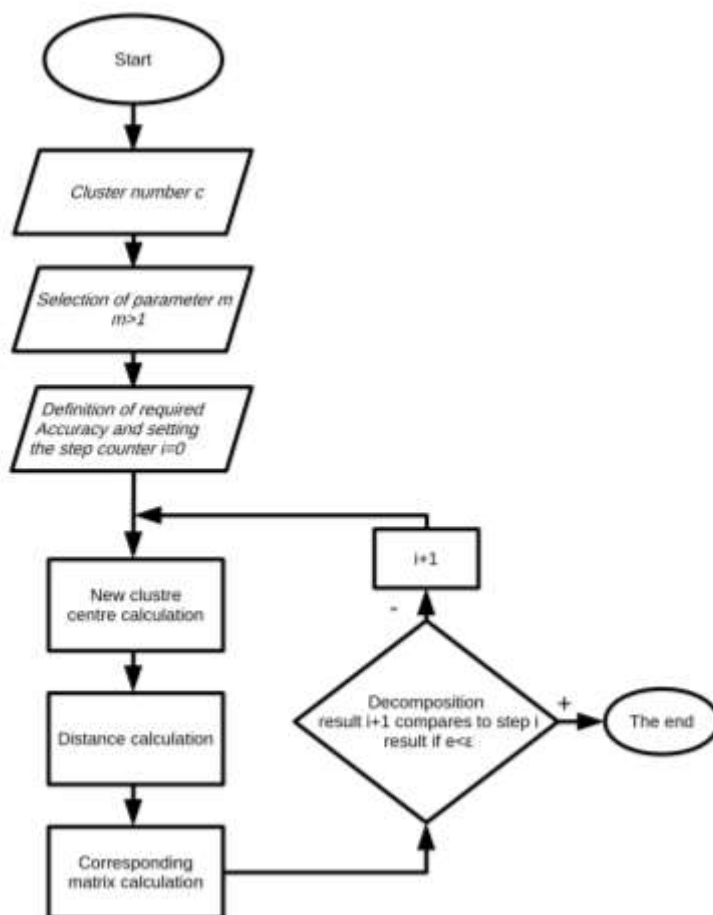 Start
Cluster number c
Selection of parameter m
m>1
Definition of required
Accuracy and setting
the step counter i=0
New clustre
centre calculation
Distance calculation
Corresponding
matrix calculation
Decomposition
result i+1 compares to step i
result if e<ε
-
i+1
+
The end